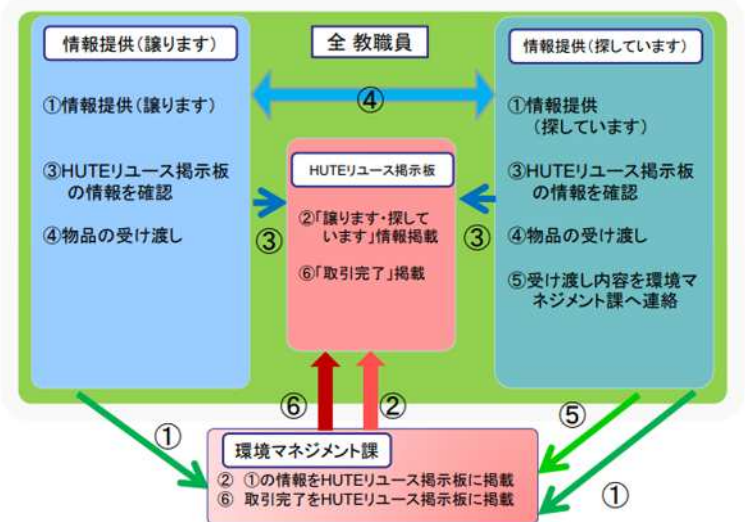 全 教職員
情報提供(譲ります)
①情報提供(譲ります)
③HUTEリユース掲示板
の情報を確認
④物品の受け渡し
④
情報提供(探しています)
①情報提供
(探しています)
③HUTEリユース掲示板
の情報を確認
④物品の受け渡し
⑤受け渡し内容を環境マ
ネジメント課へ連絡
HUTEリユース掲示板
②「譲ります・探して
います」情報掲載
⑥「取引完了」掲載
③
③
⑥
②
①
⑤
①
環境マネジメント課
② ①の情報をHUTEリユース掲示板に掲載
⑥ 取引完了をHUTEリユース掲示板に掲載